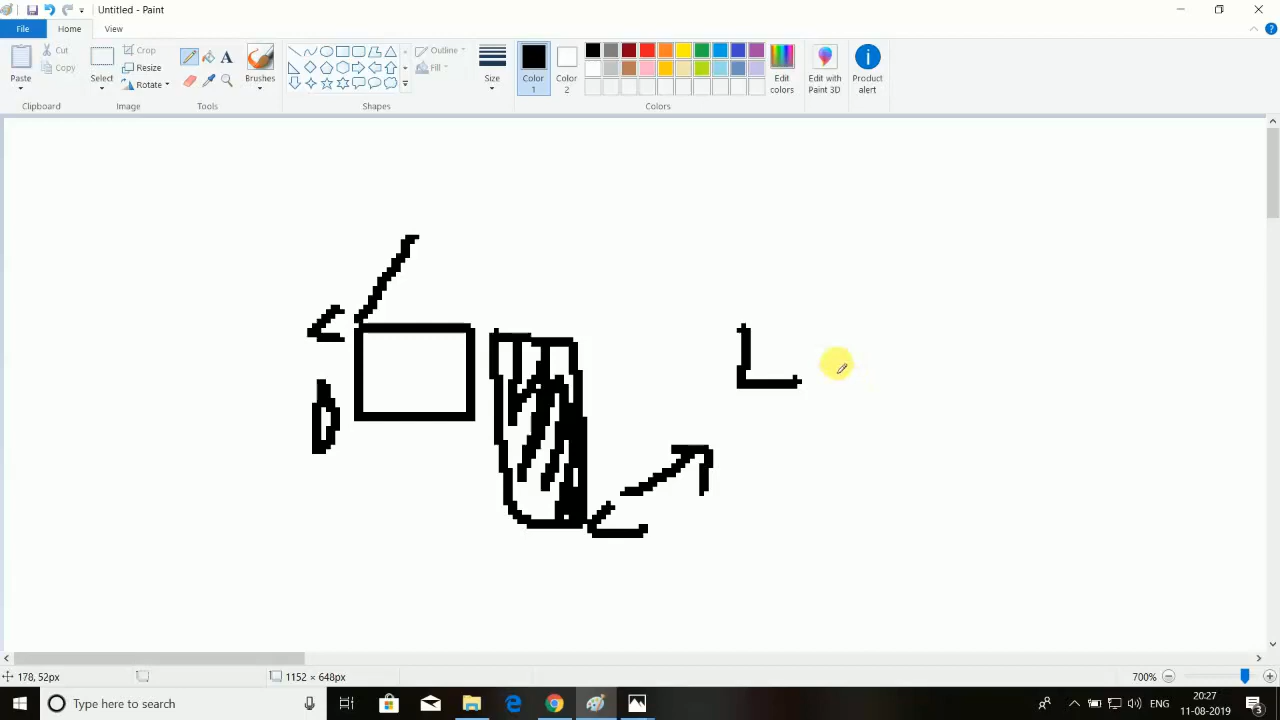 Untitled - Paint
File Home View
Paste
Cut
Copy
Clipboard
Select
Crop
Resize
Rotate
Image
A
Tools
Brushes
Outline
Fill
Shapes
Size
Color 1
Color 2
Edit colors
Colors
Edit with Paint 3D
Product alert
L
178, 52px
1152 × 648px
700%
Type here to search
ENG
20:27
11-08-2019
3